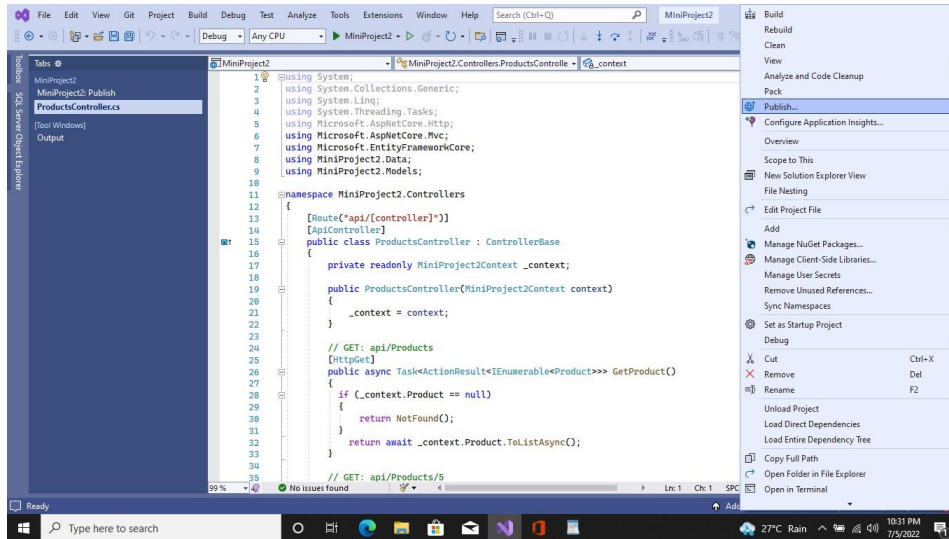 File Edit View Git Project Build Debug Test Analyze Tools Extensions Window Help Search (Ctrl+Q) MIniProject2
Debug Any CPU MIniProject2
Toolbox
SQL Server Object Explorer
Tabs
MiniProject2
MiniProject2: Publish
ProductsController.cs
[Tool Windows]
Output
MiniProject2 MiniProject2.Controllers.ProductsControlle _context
1 using System;
2 using System.Collections.Generic;
3 using System.Linq;
4 using System.Threading.Tasks;
5 using Microsoft.AspNetCore.Http;
6 using Microsoft.AspNetCore.Mvc;
7 using Microsoft.EntityFrameworkCore;
8 using MiniProject2.Data;
9 using MiniProject2.Models;
10
11 namespace MiniProject2.Controllers
12 {
13 [Route("api/[controller]")]
14 [ApiController]
15 public class ProductsController : ControllerBase
16 {
17 private readonly MiniProject2Context _context;
18
19 public ProductsController(MiniProject2Context context)
20 {
21 _context = context;
22 }
23
24 // GET: api/Products
25 [HttpGet]
26 public async Task<ActionResult<IEnumerable<Product>>> GetProduct()
27 {
28 if (_context.Product == null)
29 {
30 return NotFound();
31 }
32 return await _context.Product.ToListAsync();
33 }
34
35 // GET: api/Products/5
99 % No issues found Ln: 1 Ch: 1 SPC
Ready
Build
Rebuild
Clean
View
Analyze and Code Cleanup
Pack
Publish...
Configure Application Insights...
Overview
Scope to This
New Solution Explorer View
File Nesting
Edit Project File
Add
Manage NuGet Packages...
Manage Client-Side Libraries...
Manage User Secrets
Remove Unused References...
Sync Namespaces
Set as Startup Project
Debug
Cut Ctrl+X
Remove Del
Rename F2
Unload Project
Load Direct Dependencies
Load Entire Dependency Tree
Copy Full Path
Open Folder in File Explorer
Open in Terminal
Type here to search
27°C Rain
10:31 PM
7/5/2022